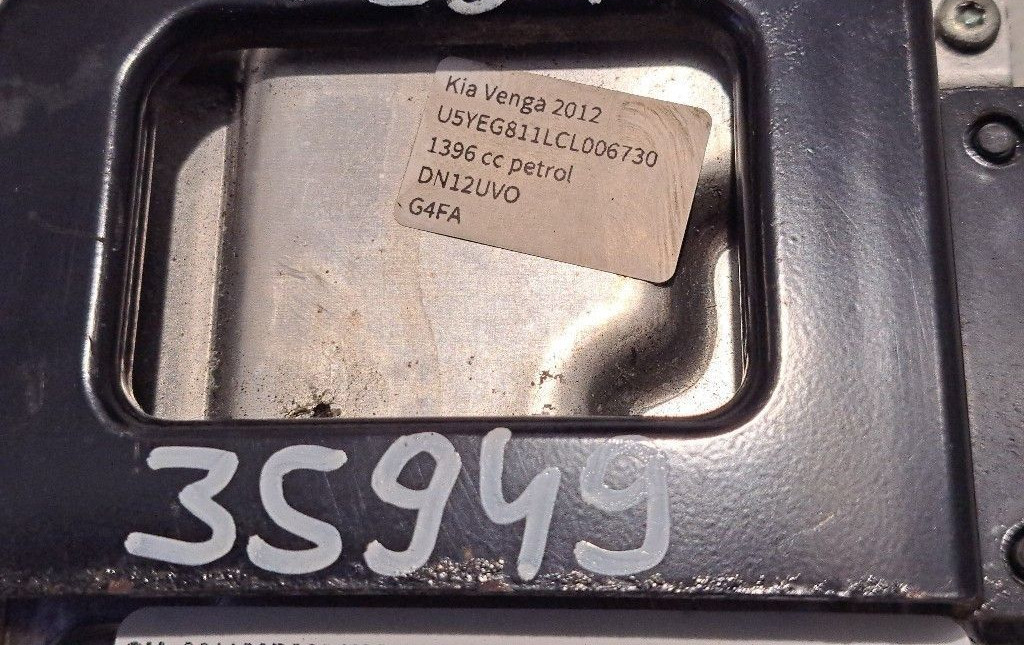 Kia Venga 2012
U5YEG811LCL006730
1396 cc petrol
DN12UVO
G4FA
35949